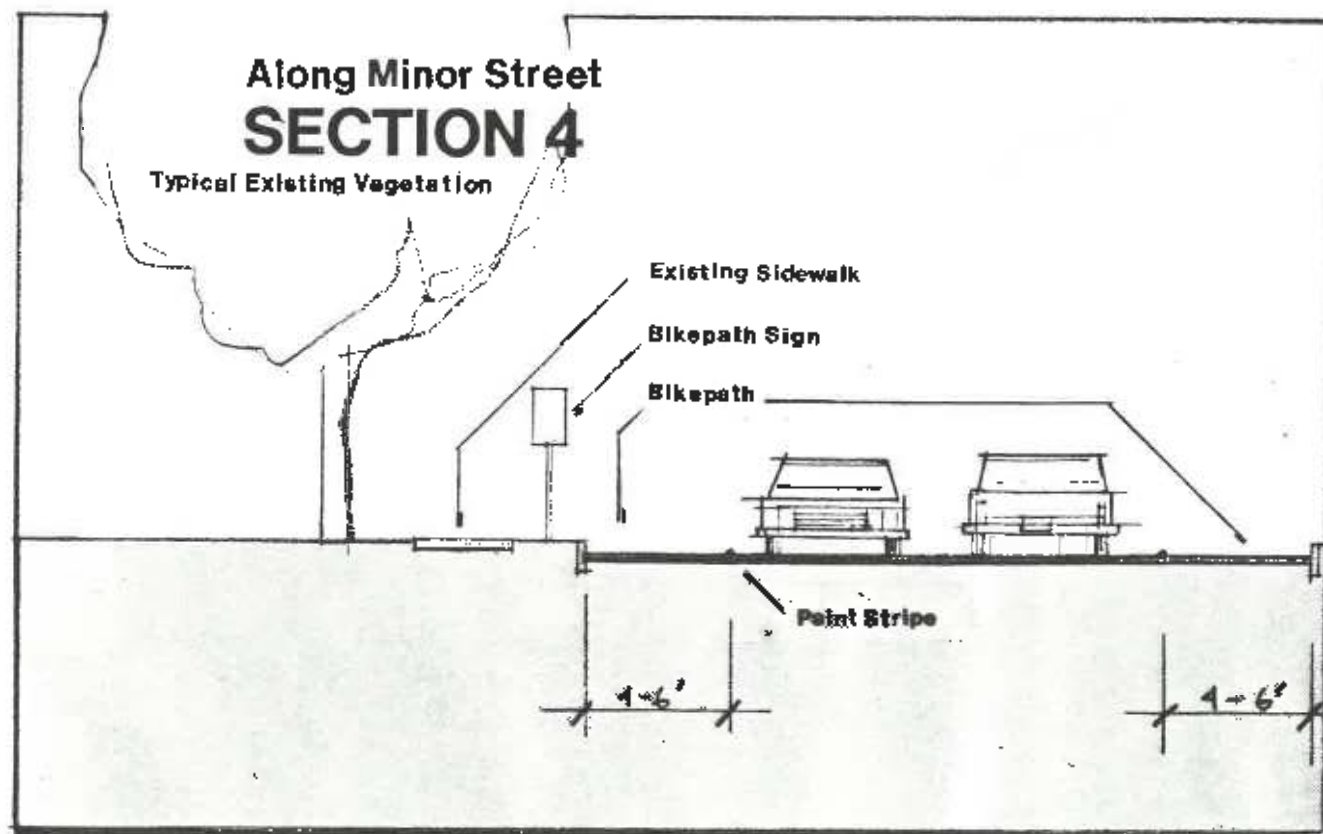 Along Minor Street
SECTION 4
Typical Existing Vegetation
Existing Sidewalk
Bikepath Sign
Bikepath
Paint Stripe
4-6'
4-6'